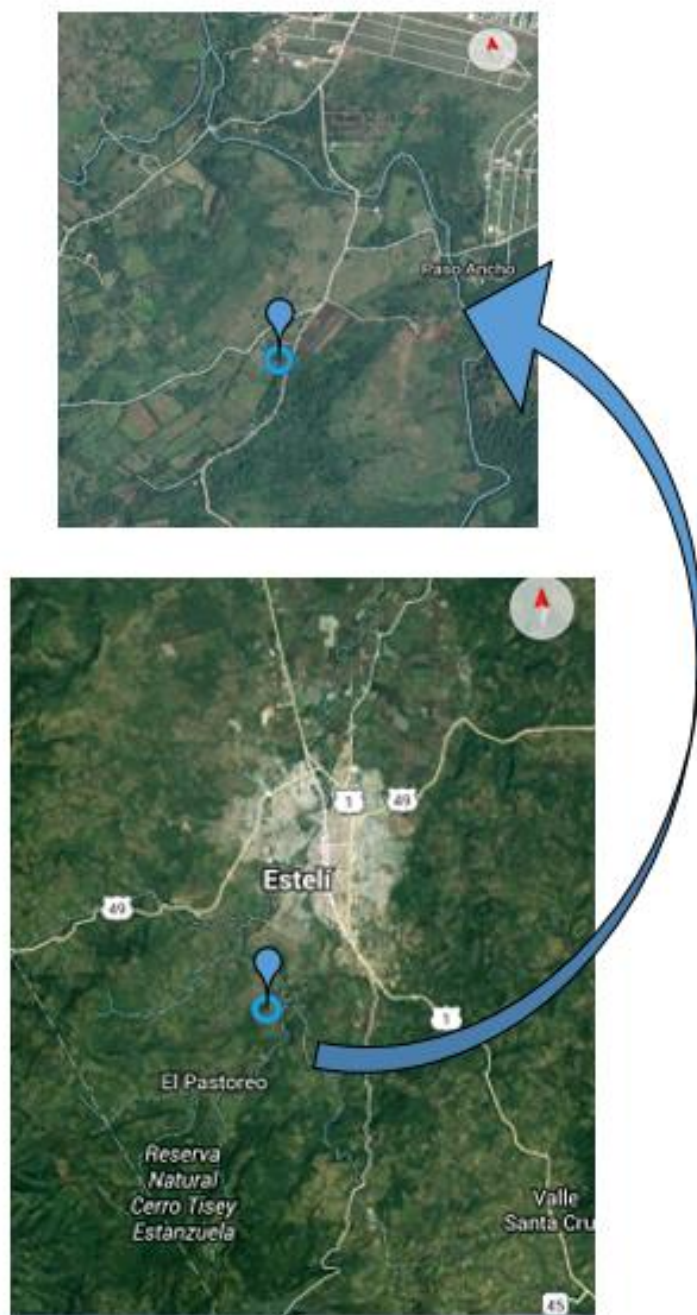 Paso Ancho
1
49
Estelí
49
1
El Pastoreo
Reserva
Natural
Cerro Tisey
Estanzuela
Valle
Santa Cru
45